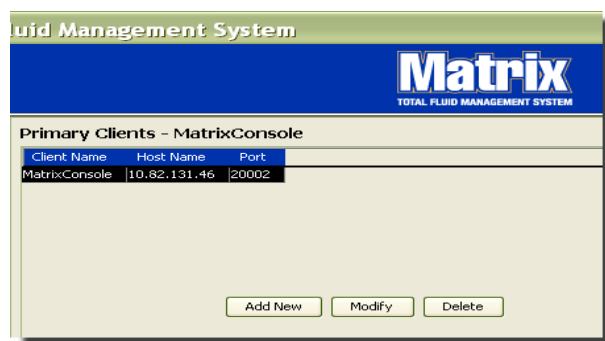 luid Management System
Matrix
TOTAL FLUID MANAGEMENT SYSTEM
Primary Clients - MatrixConsole
Client Name Host Name Port
MatrixConsole 10.82.131.46 20002
Add New Modify Delete